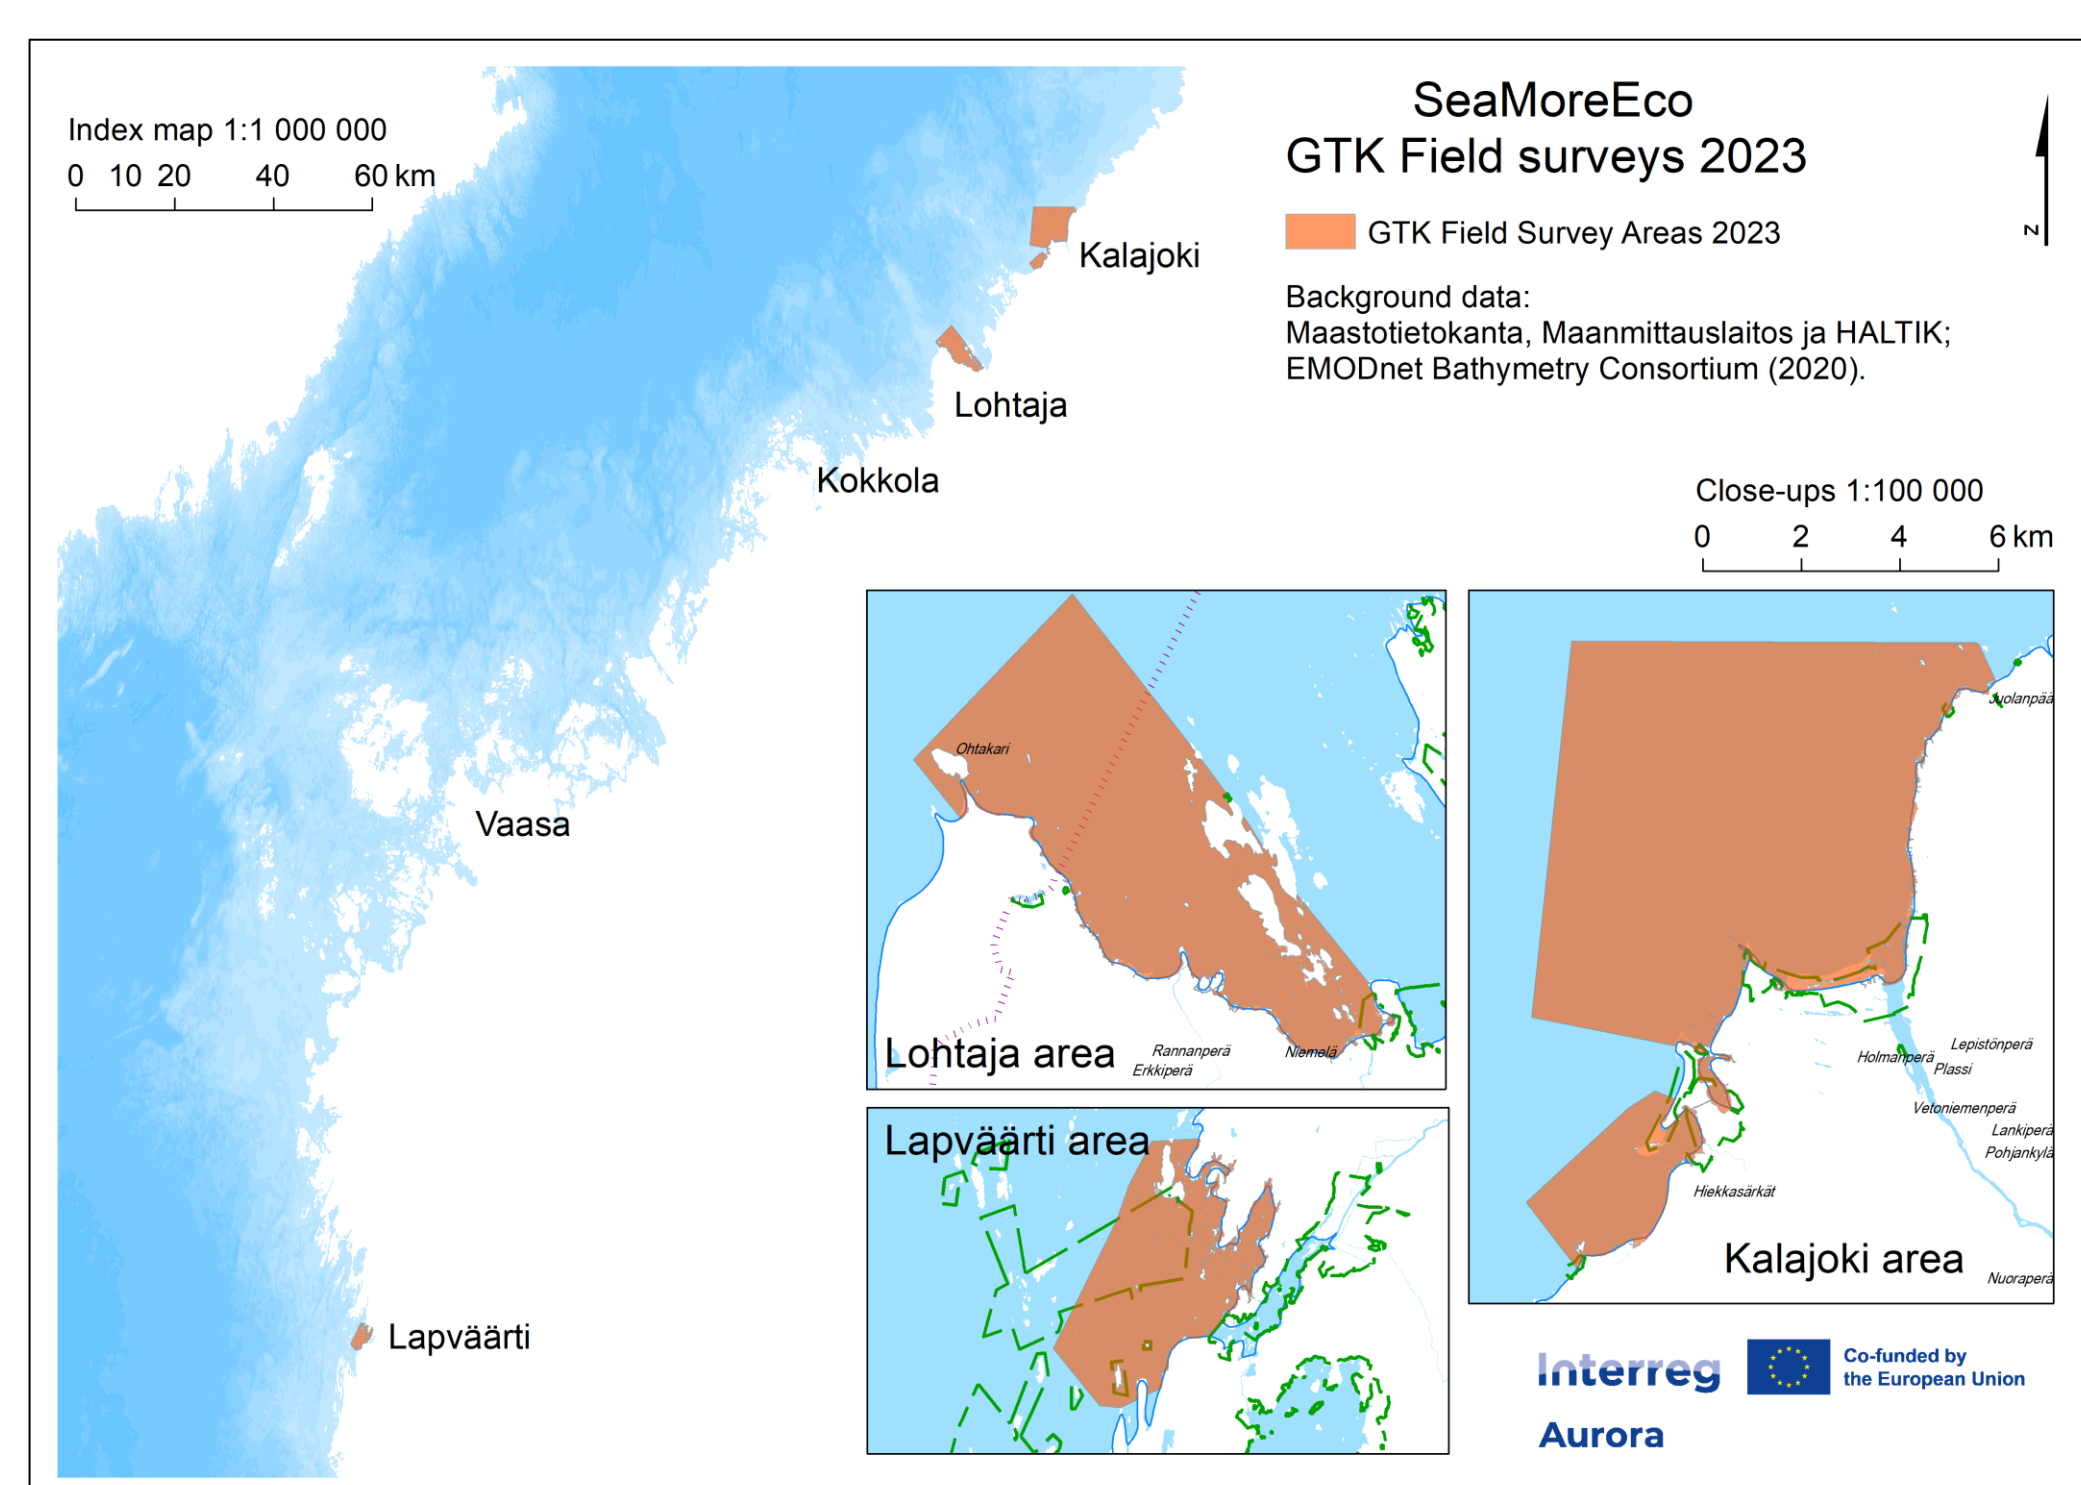 Index map 1:1 000 000
0 10 20 40 60 km
SeaMoreEco
GTK Field surveys 2023
GTK Field Survey Areas 2023
Background data:
Maastotietokanta, Maanmittauslaitos ja HALTIK;
EMODnet Bathymetry Consortium (2020).
N
Kalajoki
Lohtaja
Kokkola
Vaasa
Lapväärti
Close-ups 1:100 000
0 2 4 6 km
Ohtakari
Rannanperä
Erkkiperä
Niemelä
Lohtaja area
Lapväärti area
Juolanpää
Lepistönperä
Holmanperä
Plassi
Vetoniemenperä
Lankiperä
Pohjankylä
Hiekkasärkät
Nuoraperä
Kalajoki area
Interreg
Co-funded by
the European Union
Aurora